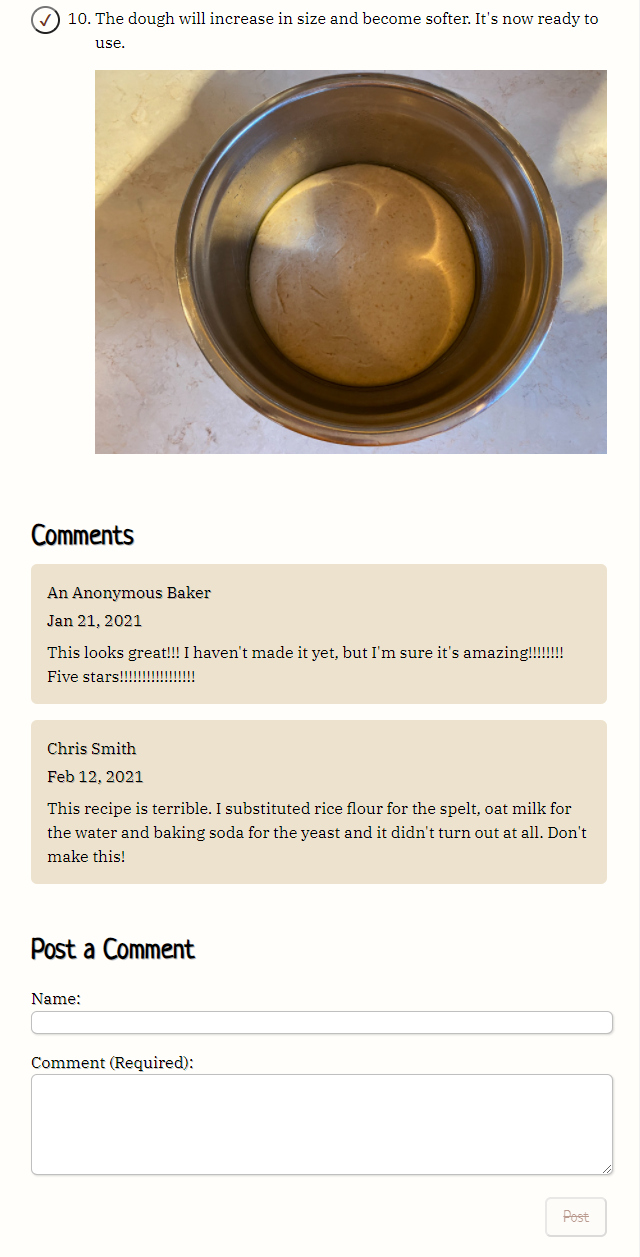 10. The dough will increase in size and become softer. It's now ready to
use.
Comments
An Anonymous Baker
Jan 21, 2021
This looks great!!! I haven't made it yet, but I'm sure it's amazing!!!!!!!!
Five stars!!!!!!!!!!!!!!!!!
Chris Smith
Feb 12, 2021
This recipe is terrible. I substituted rice flour for the spelt, oat milk for
the water and baking soda for the yeast and it didn't turn out at all. Don't
make this!
Post a Comment
Name:
Comment (Required):
Post